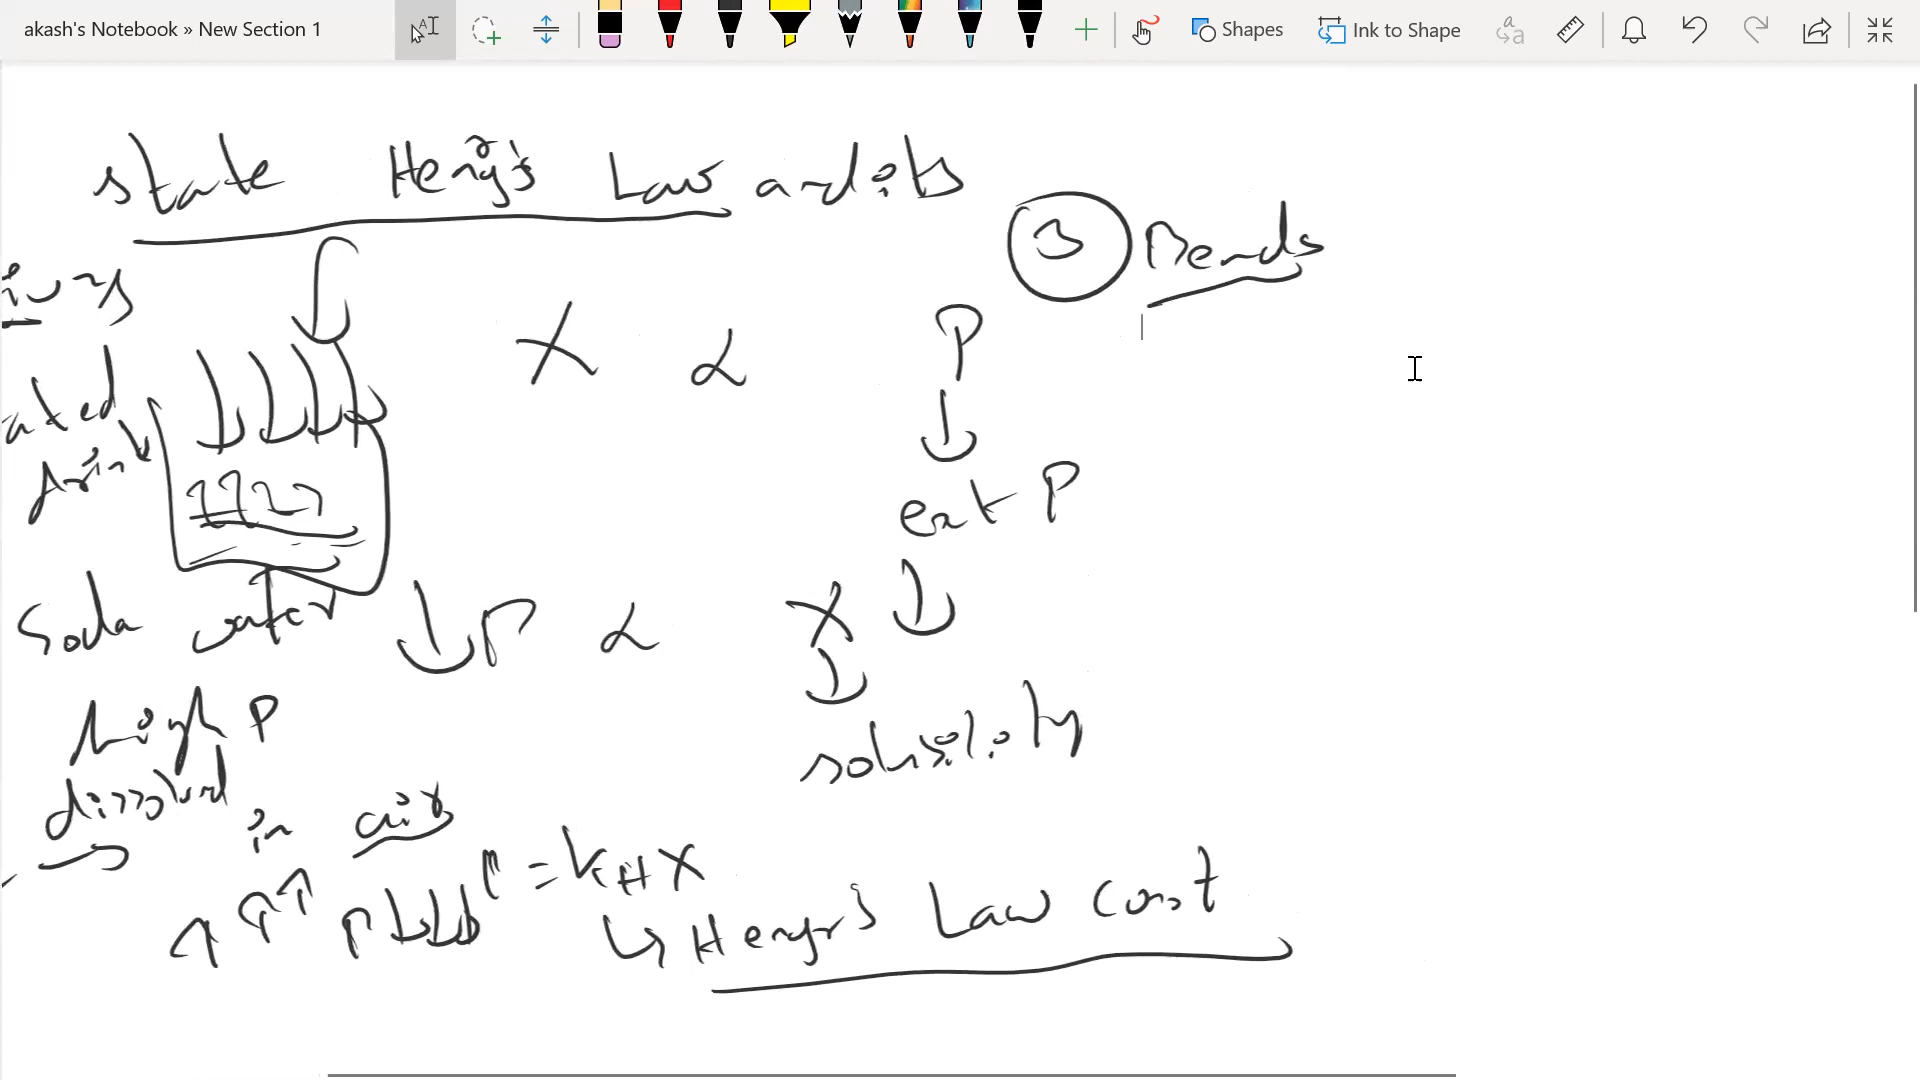 akash's Notebook » New Section 1
Shapes
Ink to Shape
state Henry's Law and its
3 Bends
X α P
ated
ext P
Soda water
P α X
high P
solubility
dissolved
in air
P = KH X
Henry's Law const